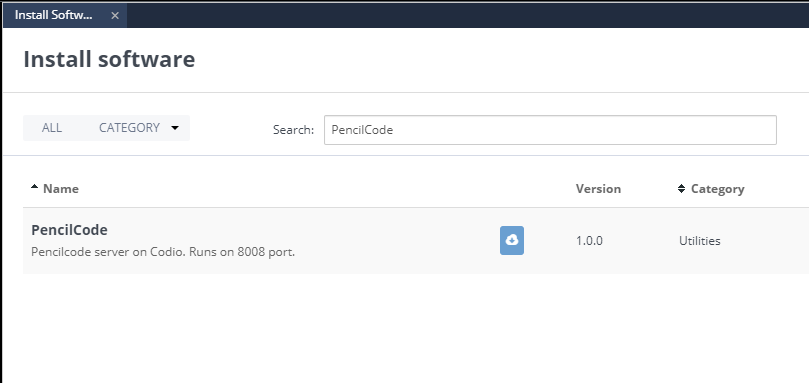 Install Softw... ×
Install software
ALL CATEGORY Search: PencilCode
Name Version Category
PencilCode
Pencilcode server on Codio. Runs on 8008 port. 1.0.0 Utilities